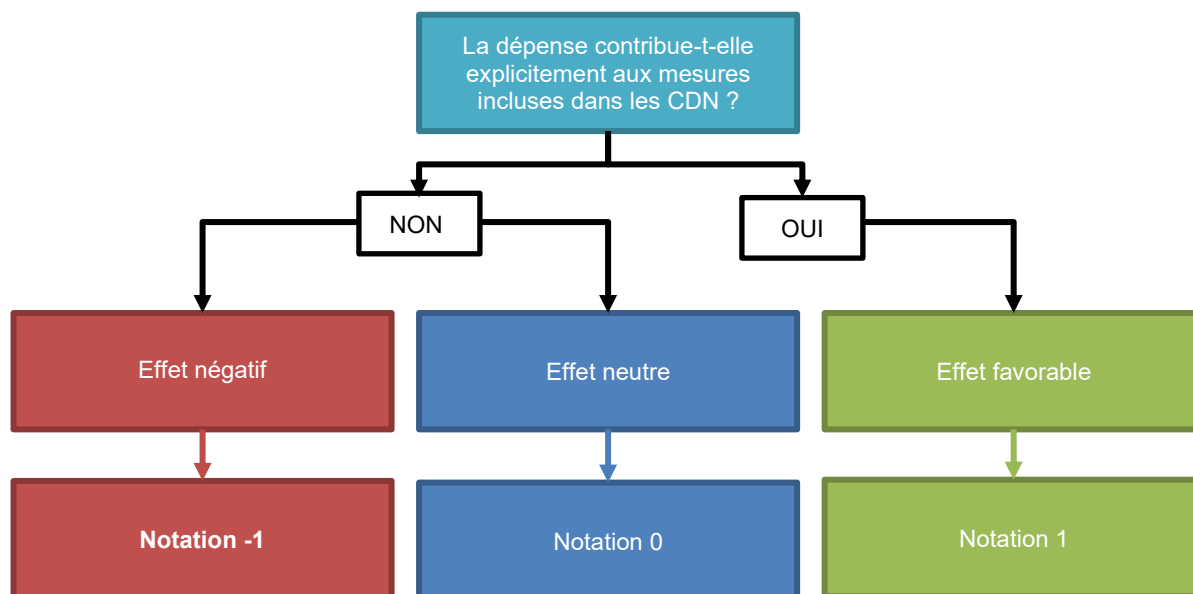 La dépense contribue-t-elle
explicitement aux mesures
incluses dans les CDN ?
NON
OUI
Effet négatif
Effet neutre
Effet favorable
Notation -1
Notation 0
Notation 1